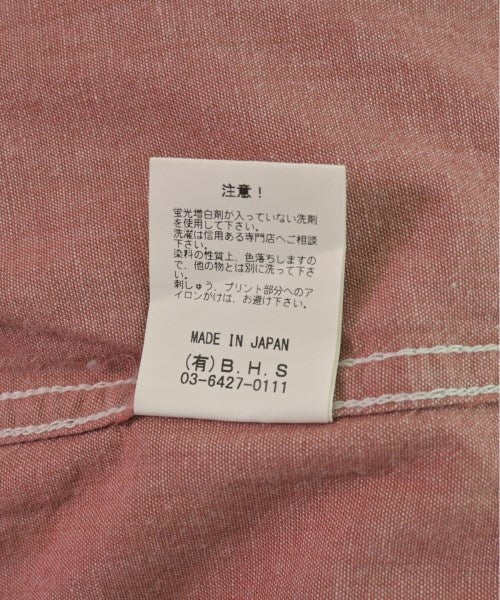 注意！
蛍光増白剤が入っていない洗剤
を使用して下さい。
洗濯は信用ある専門店へご相談
下さい。
染料の性質上、色落ちしますの
で、他の物とは別に洗って下さ
い。
刺しゅう、プリント部分へのア
イロンがけは、お避け下さい。
MADE IN JAPAN
(有) B. H. S
03-6427-0111